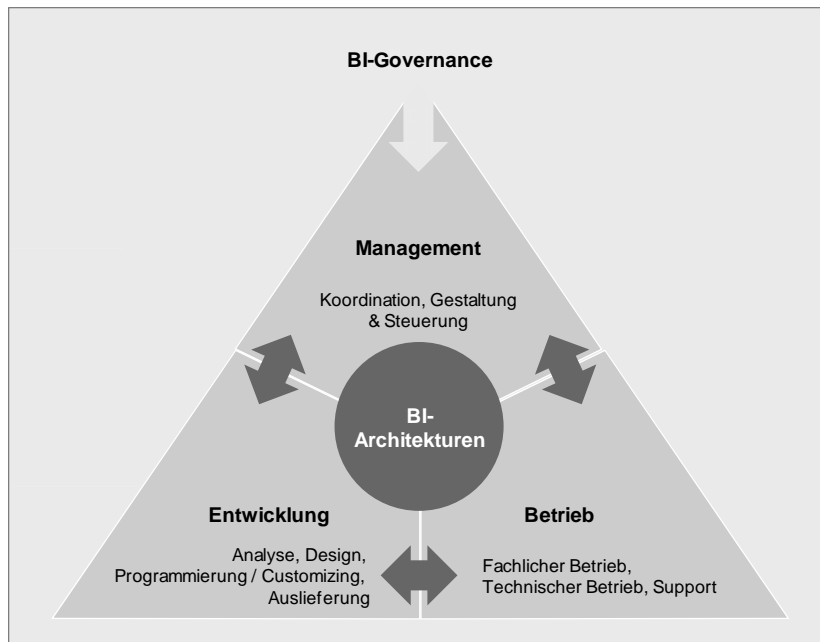 BI-Governance
Management
Koordination, Gestaltung
& Steuerung
BI-
Architekturen
Entwicklung
Analyse, Design,
Programmierung / Customizing,
Auslieferung
Betrieb
Fachlicher Betrieb,
Technischer Betrieb, Support